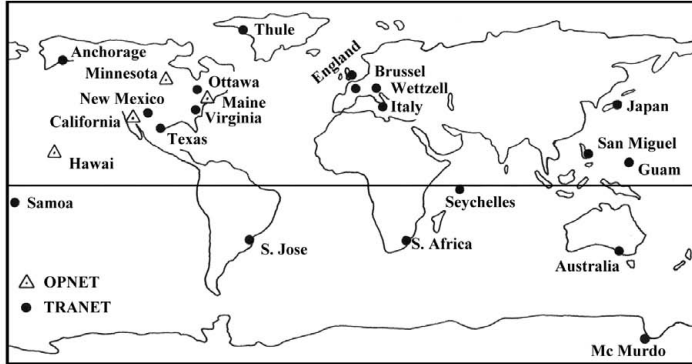 Thule
Anchorage
England
Minnesota
Brussel
Ottawa
Wettzell
New Mexico
Maine
Italy
Japan
California
Virginia
Texas
San Miguel
Hawai
Guam
Seychelles
Samoa
S. Jose
S. Africa
Australia
OPNET
TRANET
Mc Murdo